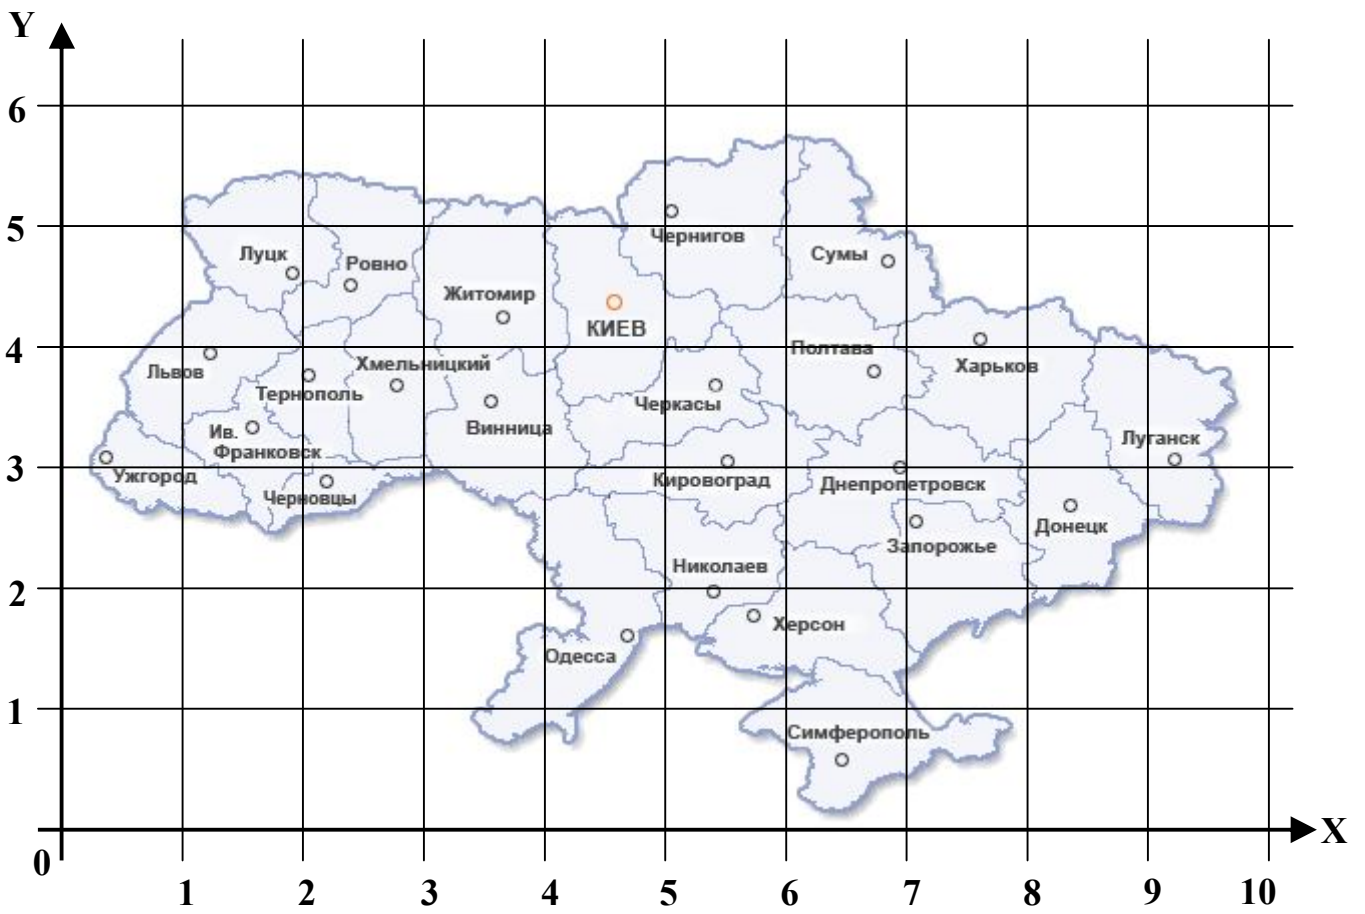 Y
6
5
Чернигов
Луцк
Ровно
Сумы
Житомир
КИЕВ
4
Полтава
Львов
Хмельницкий
Харьков
Тернополь
Черкасы
Ив.
Франковск
Винница
Луганск
3
Ужгород
Черновцы
Кировоград
Днепропетровск
Донецк
Запорожье
Николаев
2
Херсон
Одесса
1
Симферополь
X
0
1 2 3 4 5 6 7 8 9 10